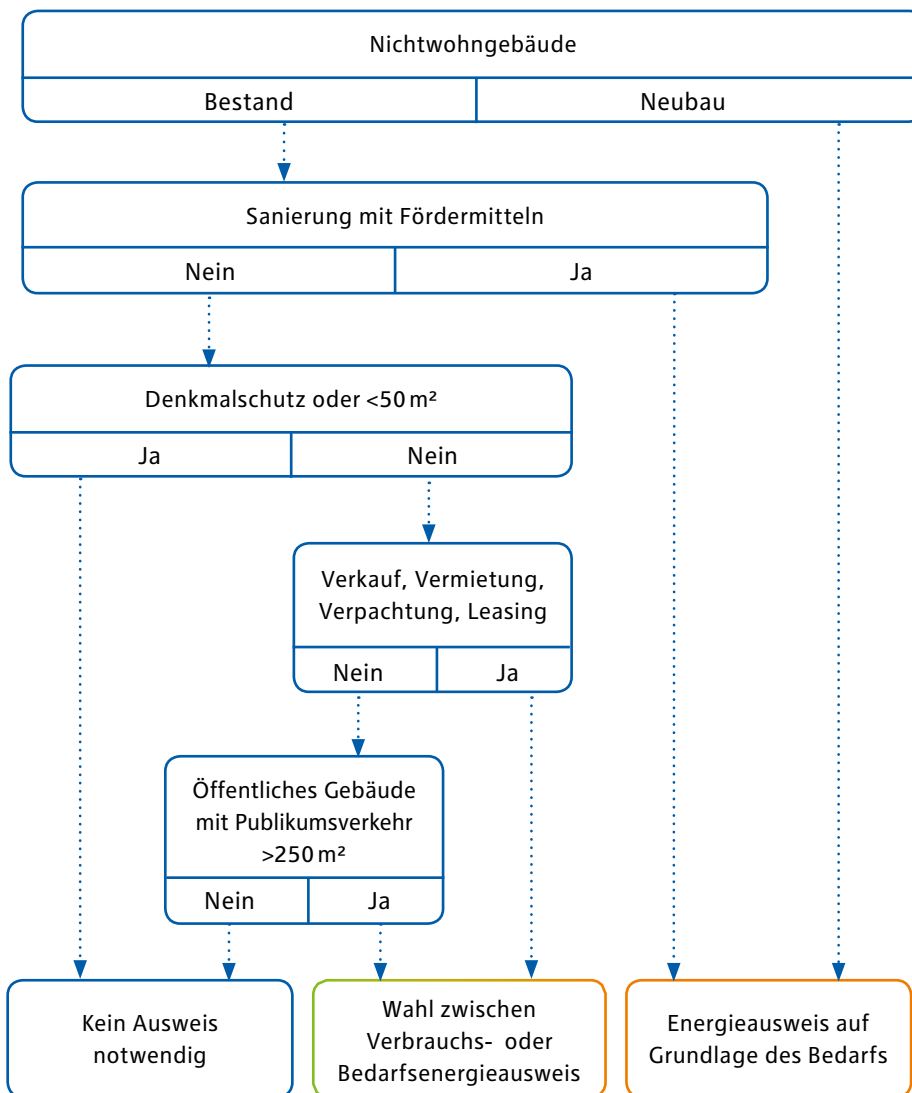 Nichtwohngebäude
Bestand
Neubau
Sanierung mit Fördermitteln
Nein
Ja
Denkmalschutz oder <50 m²
Ja
Nein
Verkauf, Vermietung,
Verpachtung, Leasing
Nein
Ja
Öffentliches Gebäude
mit Publikumsverkehr
>250 m²
Nein
Ja
Kein Ausweis
notwendig
Wahl zwischen
Verbrauchs- oder
Bedarfsenergieausweis
Energieausweis auf
Grundlage des Bedarfs